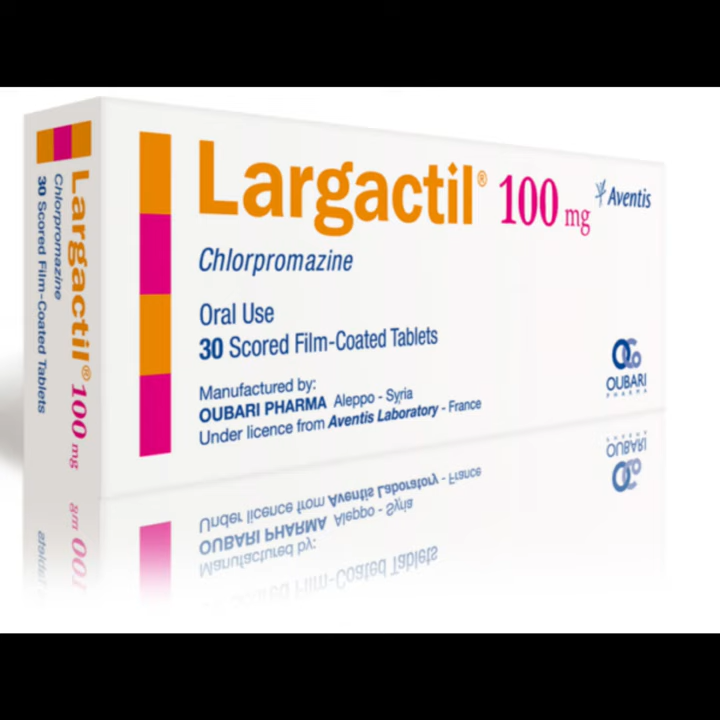 Largactil® 100 mg
Aventis
Chlorpromazine
Oral Use
30 Scored Film-Coated Tablets
Manufactured by:
OUBARI PHARMA Aleppo - Syria
Under licence from Aventis Laboratory - France
OUBARI
PHARMA
Largactil® 100 mg
Chlorpromazine
30 Scored Film-Coated Tablets